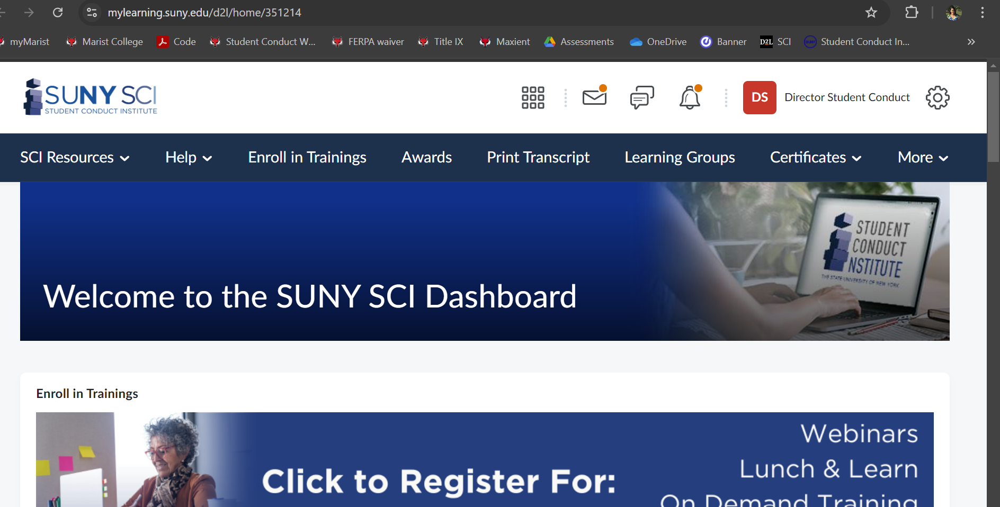 mylearning.suny.edu/d2l/home/351214
myMarist Marist College Code Student Conduct W... FERPA waiver Title IX Maxient Assessments OneDrive Banner D2L SCI SUNY Student Conduct In... »
SUNY SCI
STUDENT CONDUCT INSTITUTE
DS Director Student Conduct
SCI Resources Help Enroll in Trainings Awards Print Transcript Learning Groups Certificates More
STUDENT
CONDUCT
INSTITUTE
THE STATE UNIVERSITY OF NEW YORK
Welcome to the SUNY SCI Dashboard
Enroll in Trainings
Webinars
Lunch & Learn
Click to Register For:
On Demand Training